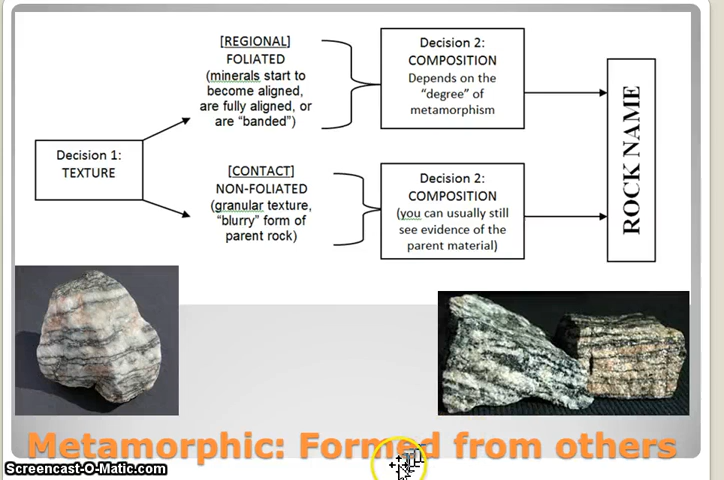 [REGIONAL]
FOLIATED
(minerals start to
become aligned,
are fully aligned, or
are "banded")
Decision 2:
COMPOSITION
Depends on the
"degree" of
metamorphism
Decision 1:
TEXTURE
[CONTACT]
NON-FOLIATED
(granular texture,
"blurry" form of
parent rock)
Decision 2:
COMPOSITION
(you can usually still
see evidence of the
parent material)
ROCK NAME
Metamorphic: Formed from others
Screencast-O-Matic.com